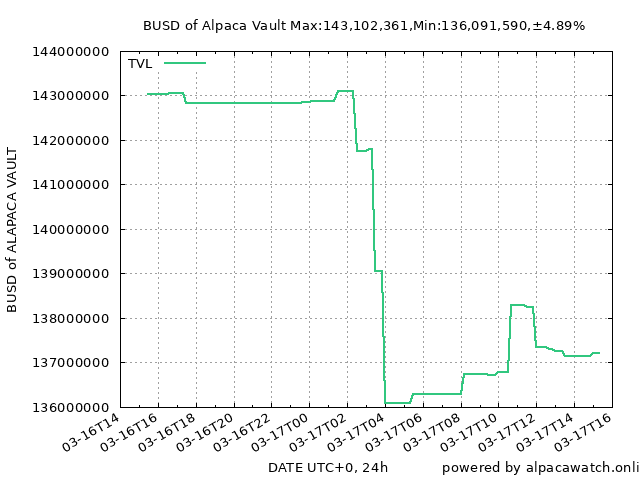 BUSD of Alpaca Vault Max:143,102,361,Min:136,091,590,±4.89%
TVL
144000000
143000000
142000000
141000000
140000000
139000000
138000000
137000000
136000000
BUSD of ALAPACA VAULT
03-16T14
03-16T16
03-16T18
03-16T20
03-16T22
03-17T00
03-17T02
03-17T04
03-17T06
03-17T08
03-17T10
03-17T12
03-17T14
03-17T16
DATE UTC+0, 24h
powered by alpacawatch.onli